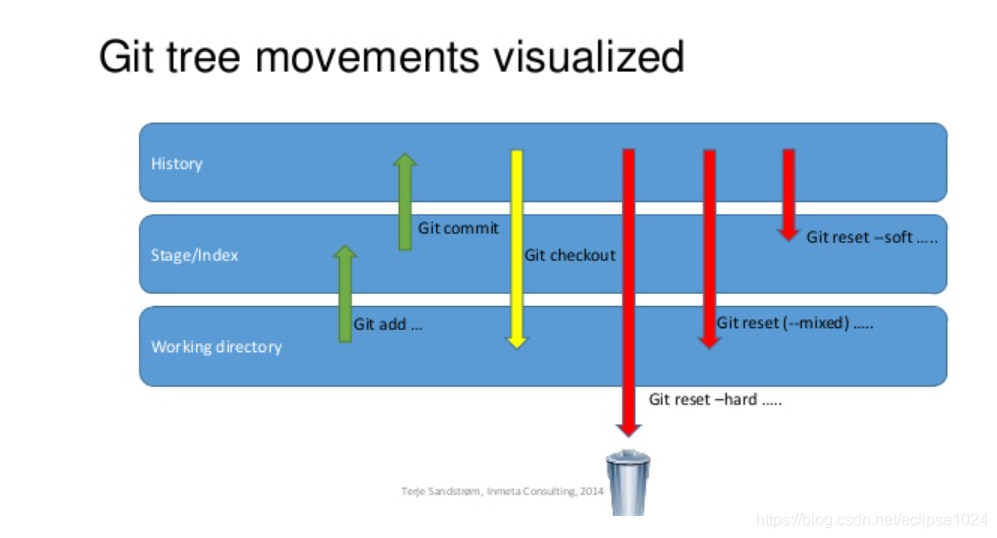 Git tree movements visualized
History
Git commit
Git reset –soft .....
Stage/Index
Git checkout
Git add ...
Git reset (--mixed) .....
Working directory
Git reset –hard .....
Terje Sandstrøm, Inmeta Consulting, 2014
https://blog.csdn.net/eclipse1024